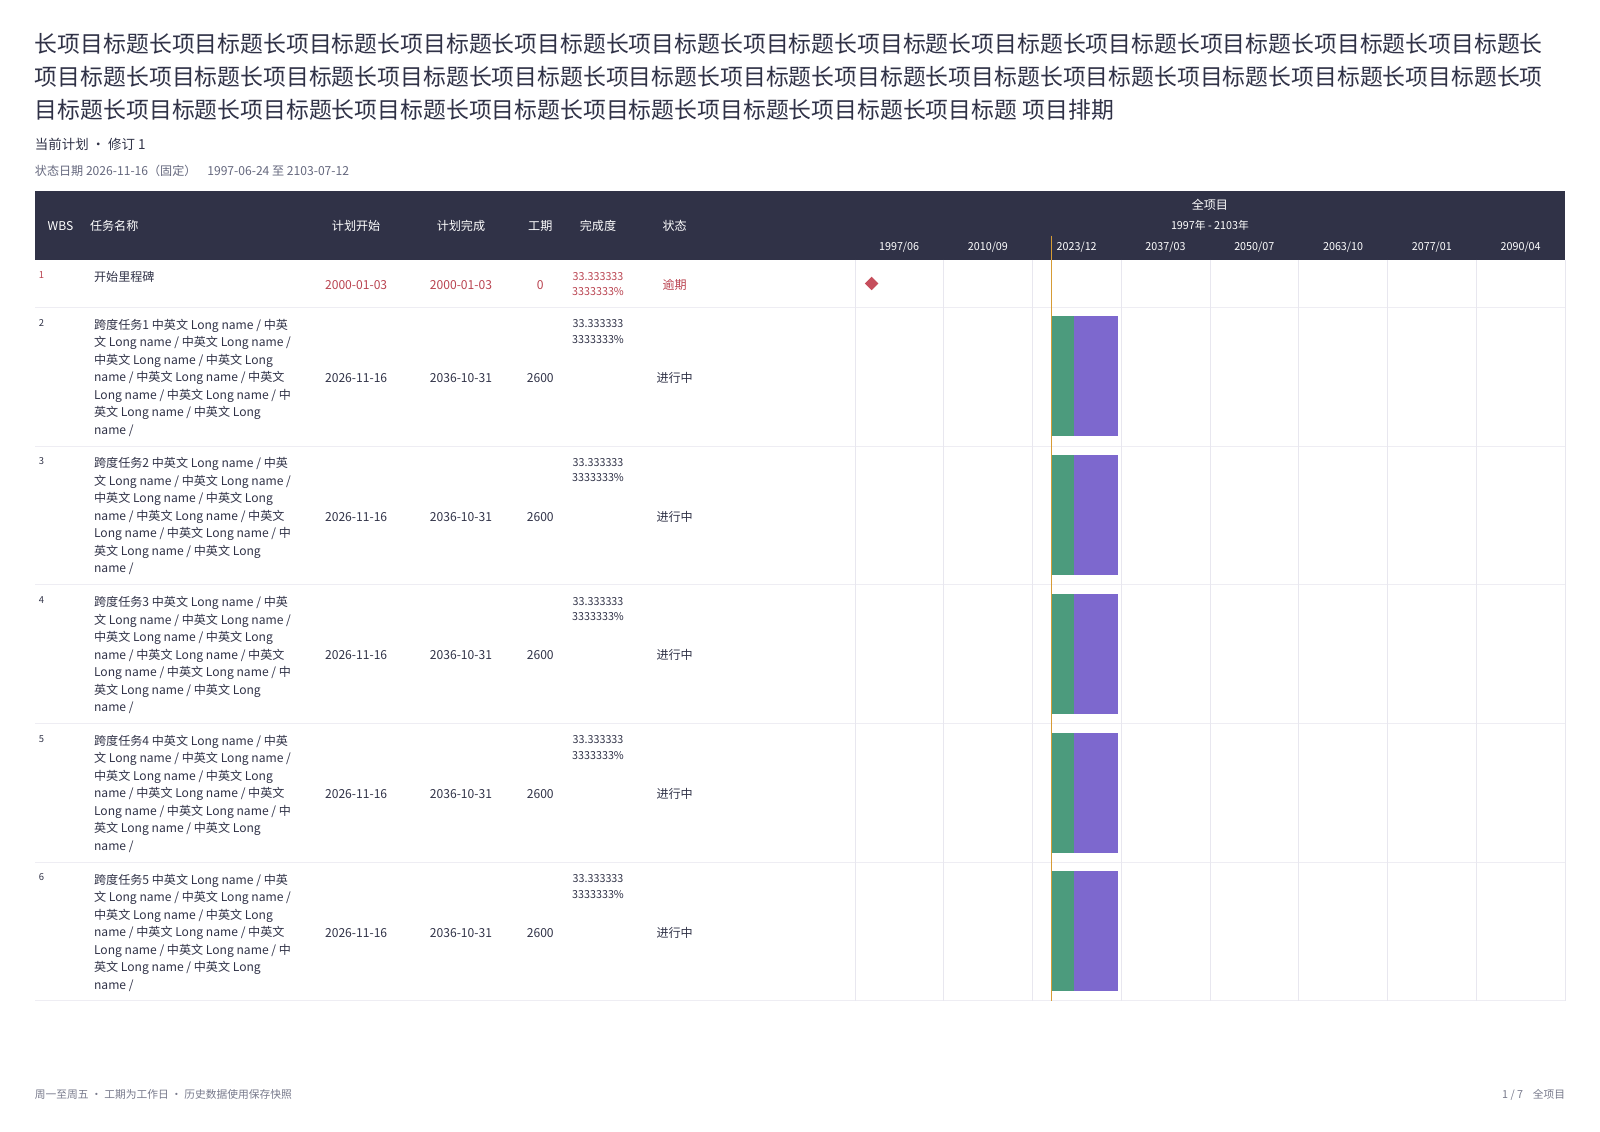 长项目标题长项目标题长项目标题长项目标题长项目标题长项目标题长项目标题长项目标题长项目标题长项目标题长项目标题长项目标题长项目标题长
项目标题长项目标题长项目标题长项目标题长项目标题长项目标题长项目标题长项目标题长项目标题长项目标题长项目标题长项目标题长项目标题长项
目标题长项目标题长项目标题长项目标题长项目标题长项目标题长项目标题长项目标题长项目标题 项目排期
当前计划 · 修订 1
状态日期 2026-11-16（固定） 1997-06-24 至 2103-07-12
全项目
WBS 任务名称 计划开始 计划完成 工期 完成度 状态 1997年 - 2103年
1997/06 2010/09 2023/12 2037/03 2050/07 2063/10 2077/01 2090/04
1 开始里程碑 2000-01-03 2000-01-03 0 33.333333 逾期
3333333%
2 跨度任务1 中英文 Long name / 中英 33.333333
文 Long name / 中英文 Long name / 3333333%
中英文 Long name / 中英文 Long
name / 中英文 Long name / 中英文 2026-11-16 2036-10-31 2600 进行中
Long name / 中英文 Long name / 中
英文 Long name / 中英文 Long
name /
3 跨度任务2 中英文 Long name / 中英 33.333333
文 Long name / 中英文 Long name / 3333333%
中英文 Long name / 中英文 Long
name / 中英文 Long name / 中英文 2026-11-16 2036-10-31 2600 进行中
Long name / 中英文 Long name / 中
英文 Long name / 中英文 Long
name /
4 跨度任务3 中英文 Long name / 中英 33.333333
文 Long name / 中英文 Long name / 3333333%
中英文 Long name / 中英文 Long
name / 中英文 Long name / 中英文 2026-11-16 2036-10-31 2600 进行中
Long name / 中英文 Long name / 中
英文 Long name / 中英文 Long
name /
5 跨度任务4 中英文 Long name / 中英 33.333333
文 Long name / 中英文 Long name / 3333333%
中英文 Long name / 中英文 Long
name / 中英文 Long name / 中英文 2026-11-16 2036-10-31 2600 进行中
Long name / 中英文 Long name / 中
英文 Long name / 中英文 Long
name /
6 跨度任务5 中英文 Long name / 中英 33.333333
文 Long name / 中英文 Long name / 3333333%
中英文 Long name / 中英文 Long
name / 中英文 Long name / 中英文 2026-11-16 2036-10-31 2600 进行中
Long name / 中英文 Long name / 中
英文 Long name / 中英文 Long
name /
周一至周五 · 工期为工作日 · 历史数据使用保存快照 1 / 7 全项目